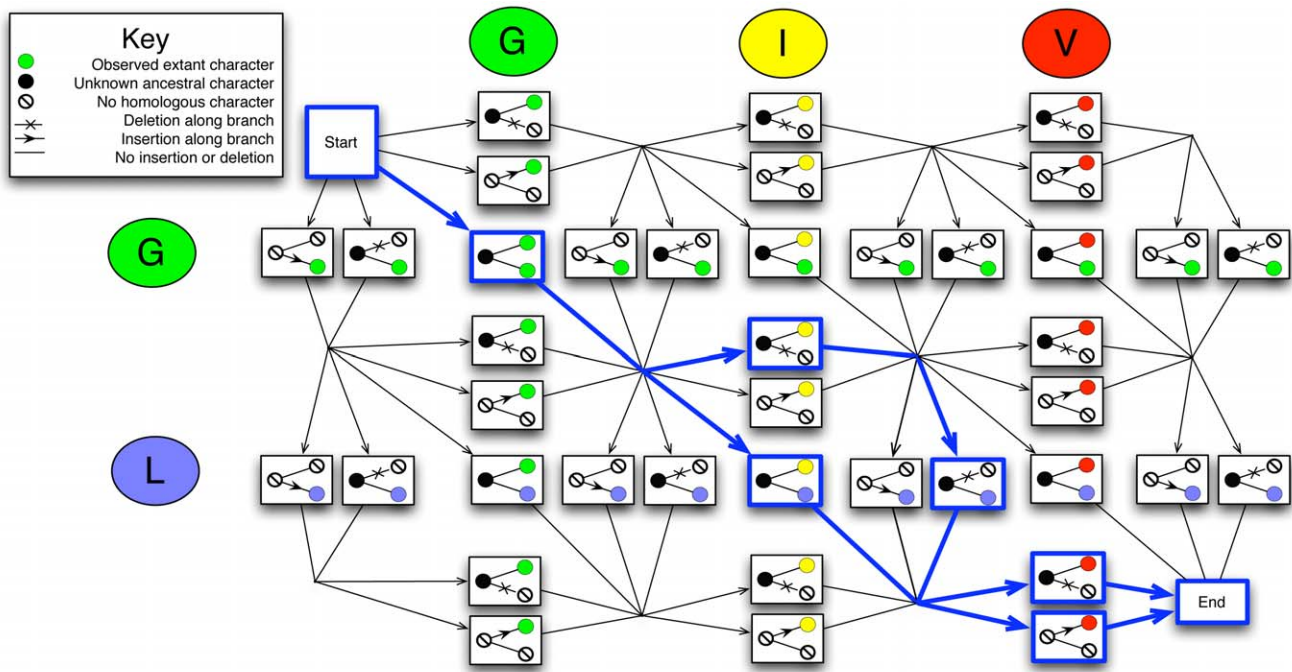 Key
Observed extant character
Unknown ancestral character
No homologous character
Deletion along branch
Insertion along branch
No insertion or deletion
G
I
V
Start
G
L
End